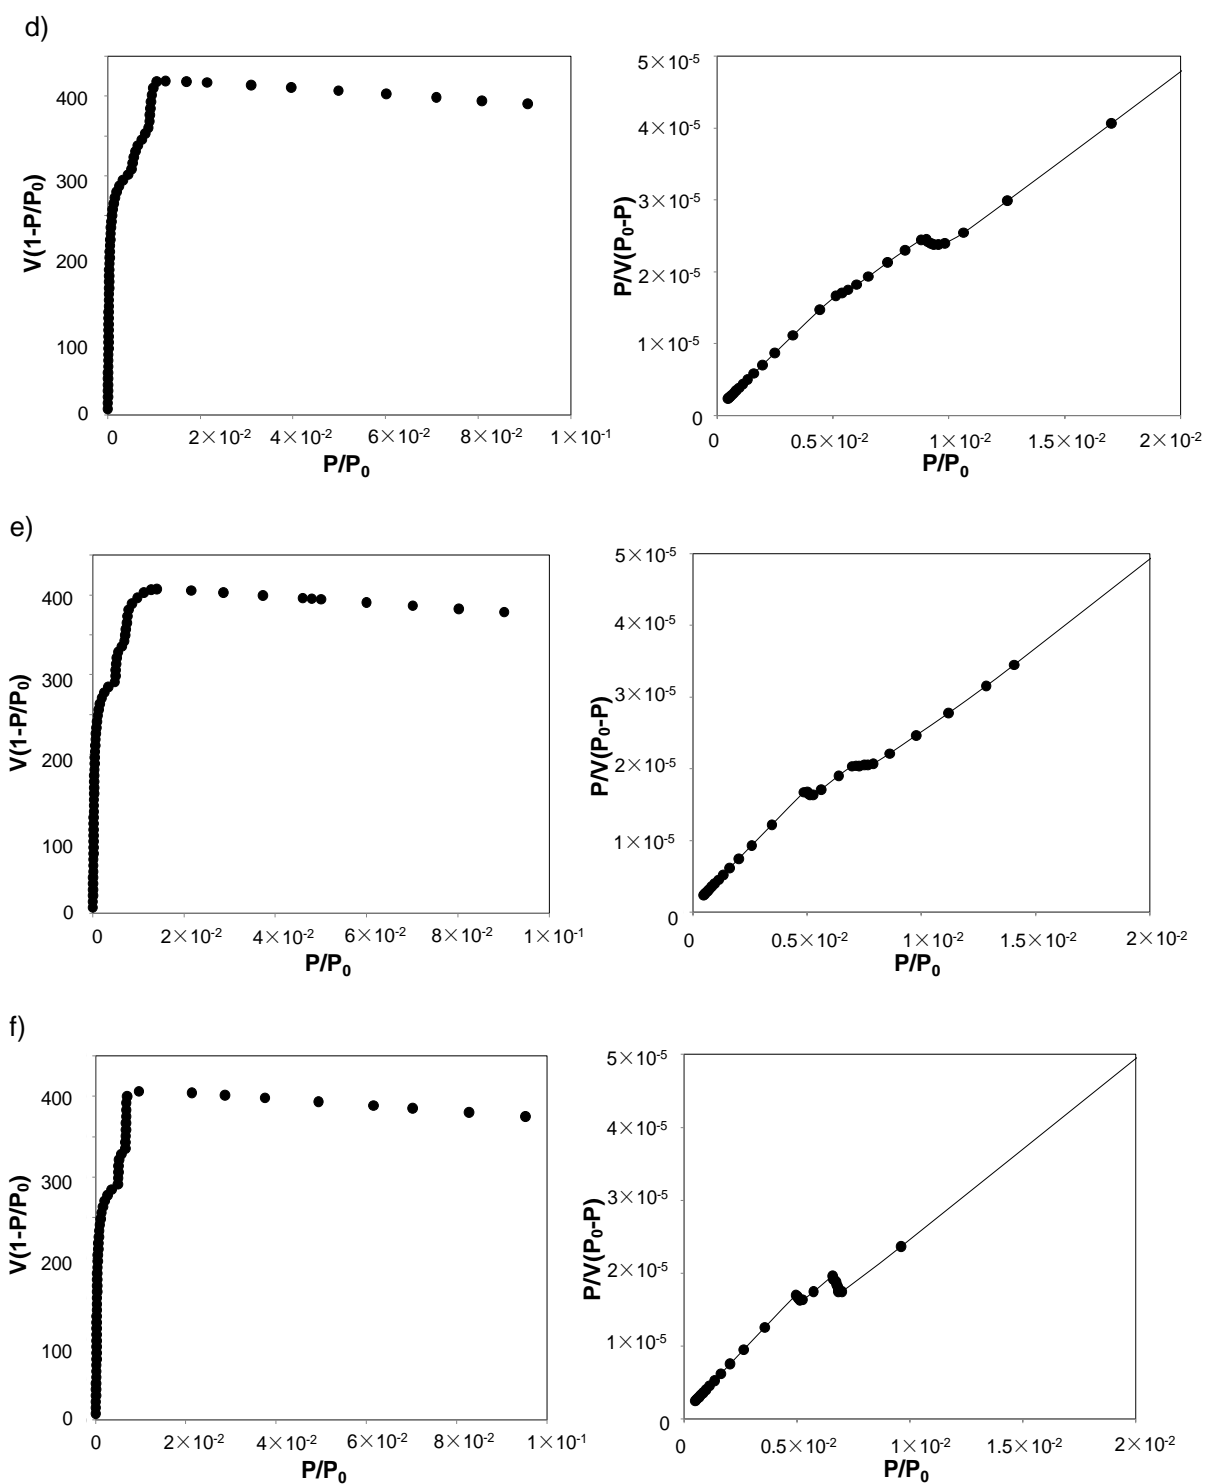 d)
V(1-P/P₀)
400
300
200
100
0
0 2×10⁻² 4×10⁻² 6×10⁻² 8×10⁻² 1×10⁻¹
P/P₀
P/V(P₀-P)
5×10⁻⁵
4×10⁻⁵
3×10⁻⁵
2×10⁻⁵
1×10⁻⁵
0
0 0.5×10⁻² 1×10⁻² 1.5×10⁻² 2×10⁻²
P/P₀
e)
V(1-P/P₀)
400
300
200
100
0
0 2×10⁻² 4×10⁻² 6×10⁻² 8×10⁻² 1×10⁻¹
P/P₀
P/V(P₀-P)
5×10⁻⁵
4×10⁻⁵
3×10⁻⁵
2×10⁻⁵
1×10⁻⁵
0
0 0.5×10⁻² 1×10⁻² 1.5×10⁻² 2×10⁻²
P/P₀
f)
V(1-P/P₀)
400
300
200
100
0
0 2×10⁻² 4×10⁻² 6×10⁻² 8×10⁻² 1×10⁻¹
P/P₀
P/V(P₀-P)
5×10⁻⁵
4×10⁻⁵
3×10⁻⁵
2×10⁻⁵
1×10⁻⁵
0
0 0.5×10⁻² 1×10⁻² 1.5×10⁻² 2×10⁻²
P/P₀